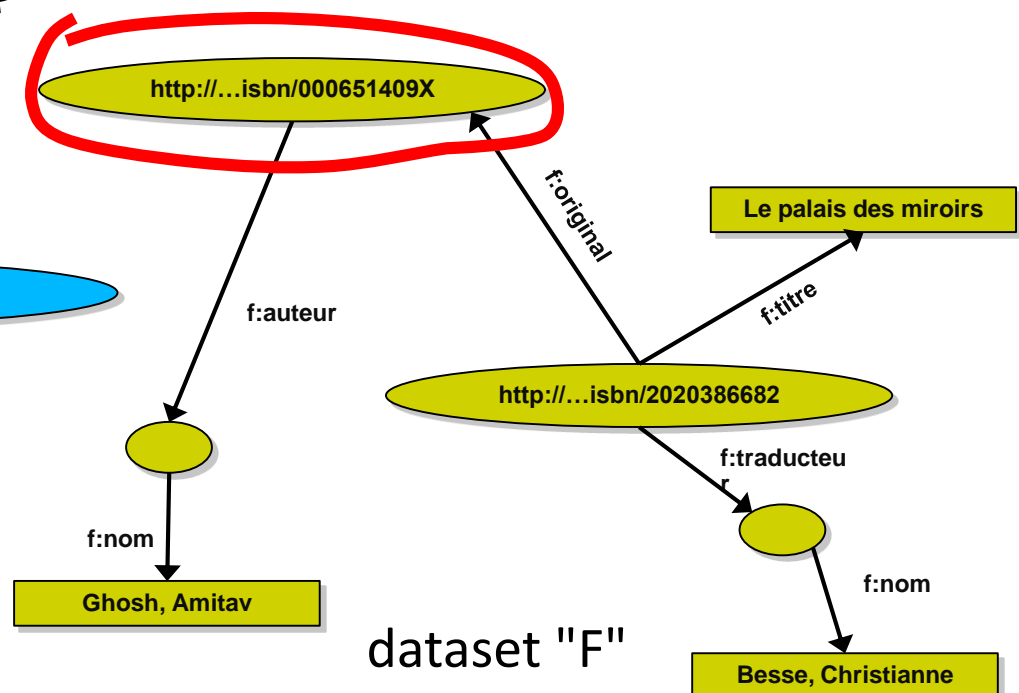 http://…isbn/000651409X
f:original
Le palais des miroirs
f:auteur
f:titre
http://…isbn/2020386682
f:traducteu
r
f:nom
f:nom
Ghosh, Amitav
dataset "F"
Besse, Christianne